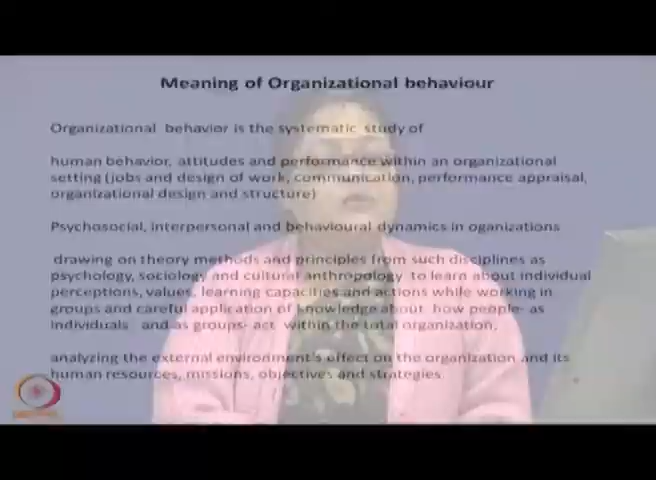 Meaning of Organizational behaviour
Organizational behavior is the systematic study of
human behavior, attitudes and performance within an organizational
setting (jobs and design of work, communication, performance appraisal,
organizational design and structure)
Psychosocial, interpersonal and behavioural dynamics in oganizations
drawing on theory methods and principles from such disciplines as
psychology, sociology and cultural anthropology to learn about individual
perceptions, values, learning capacities and actions while working in
groups and careful application of knowledge about how people- as
individuals and as groups- act within the total organization,
analyzing the external environment's effect on the organization and its
human resources, missions, objectives and strategies